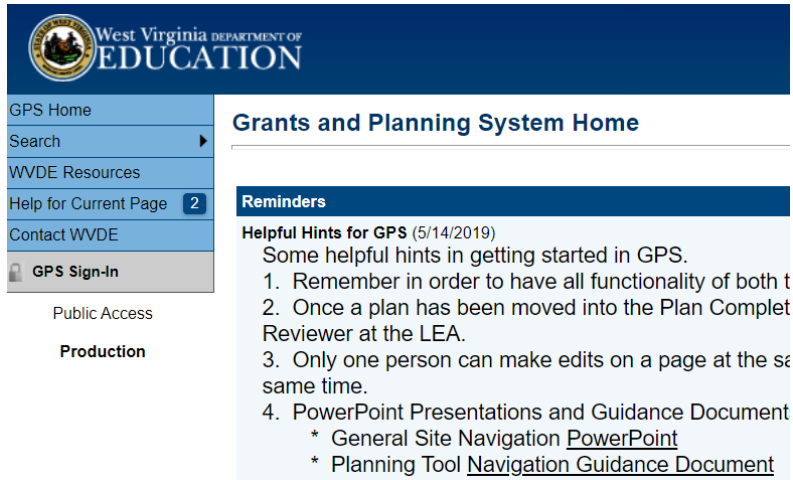 West Virginia DEPARTMENT OF
EDUCATION
GPS Home
Search
WVDE Resources
Help for Current Page 2
Contact WVDE
GPS Sign-In
Public Access
Production
Grants and Planning System Home
Reminders
Helpful Hints for GPS (5/14/2019)
Some helpful hints in getting started in GPS.
1. Remember in order to have all functionality of both
2. Once a plan has been moved into the Plan Complet
Reviewer at the LEA.
3. Only one person can make edits on a page at the
same time.
4. PowerPoint Presentations and Guidance Document
* General Site Navigation PowerPoint
* Planning Tool Navigation Guidance Document